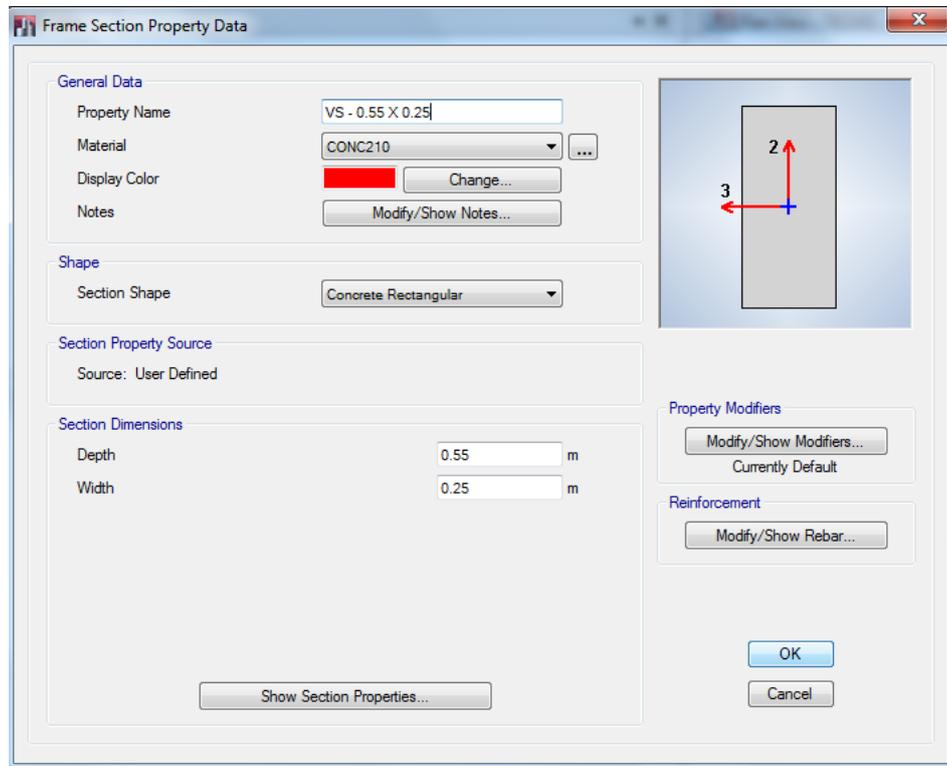 Frame Section Property Data
General Data
Property Name VS - 0.55 X 0.25
Material CONC210 ...
Display Color Change...
Notes Modify/Show Notes...
Shape
Section Shape Concrete Rectangular
Section Property Source
Source: User Defined
Section Dimensions
Depth 0.55 m
Width 0.25 m
Show Section Properties...
2
3
Property Modifiers
Modify/Show Modifiers...
Currently Default
Reinforcement
Modify/Show Rebar...
OK
Cancel